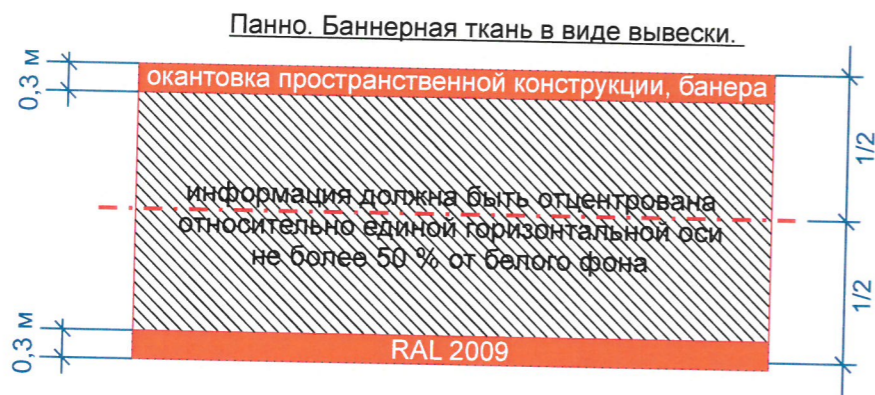 Панно. Баннерная ткань в виде вывески.
0,3 м
окантовка пространственной конструкции, банера
1/2
информация должна быть отцентрована
относительно единой горизонтальной оси
не более 50 % от белого фона
1/2
0,3 м
RAL 2009